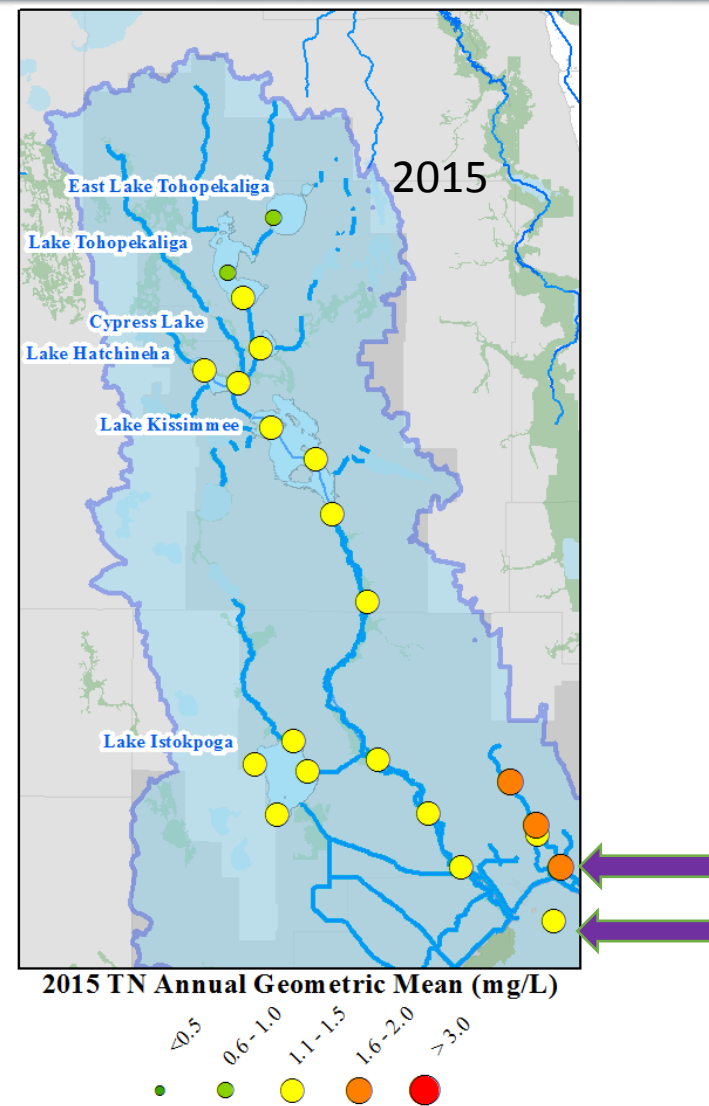 2015
East Lake Tohopekaliga
Lake Tohopekaliga
Cypress Lake
Lake Hatchineha
Lake Kissimmee
Lake Istokpoga
2015 TN Annual Geometric Mean (mg/L)
<0.5
0.6 - 1.0
1.1 - 1.5
1.6 - 2.0
> 3.0